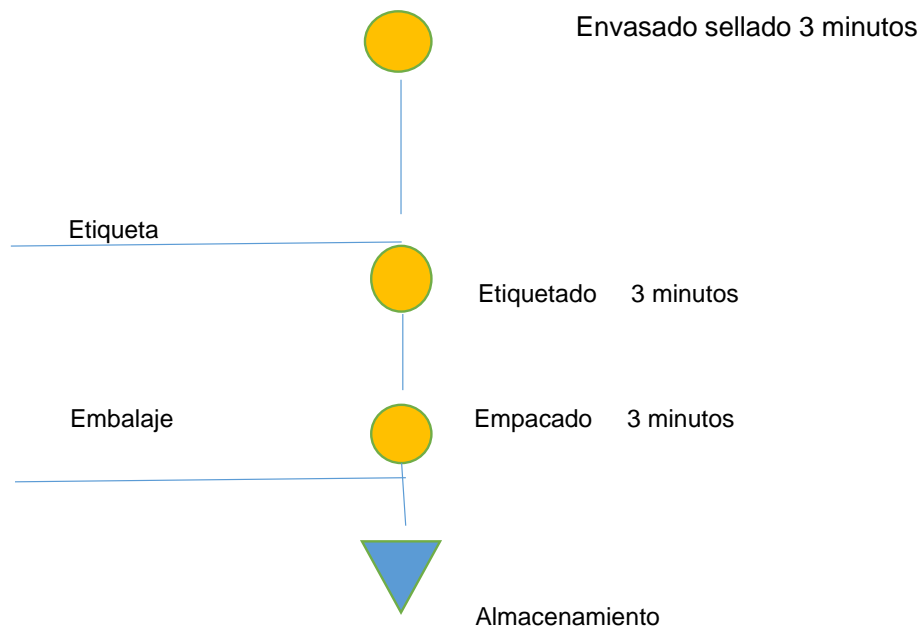 Envasado sellado 3 minutos
Etiqueta
Etiquetado 3 minutos
Embalaje Empacado 3 minutos
Almacenamiento